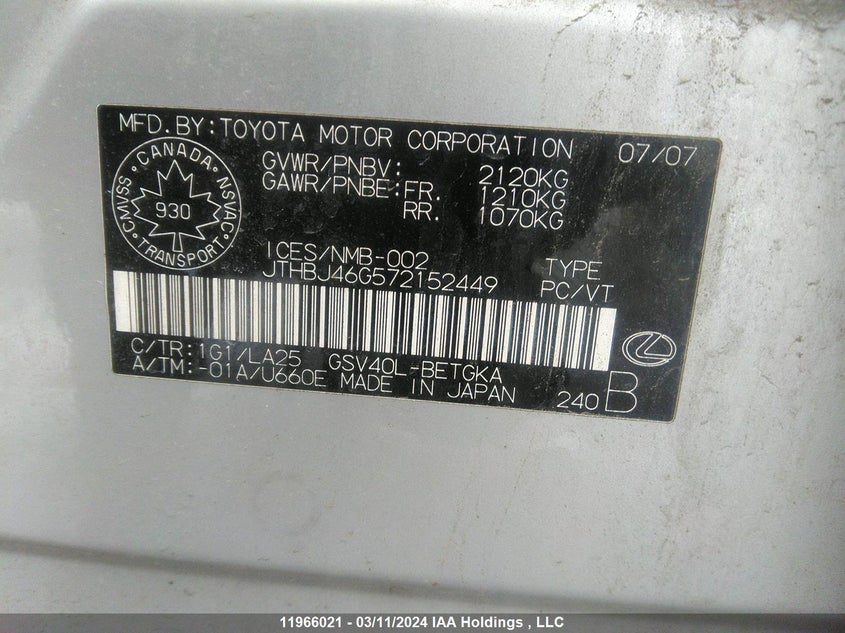 MFD.BY:TOYOTA MOTOR CORPORATION 07/07
GVWR/PNBV: 2120KG
GAWR/PNBE:FR. 1210KG
RR. 1070KG
CANADA
CMVSS NSVAC
930
TRANSPORT
ICES/NMB-002
JTHBJ46G572152449
TYPE
PC/VT
C/TR:1G1/LA25 GSV40L-BETGKA
A/TM:-01A/U660E MADE IN JAPAN
240 B
11966021 - 03/11/2024 IAA Holdings , LLC